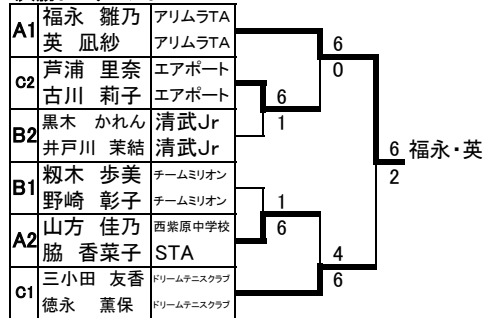 A1 福永 雛乃 アリムラTA
英 凪紗 アリムラTA
C2 芦浦 里奈 エアポート
古川 莉子 エアポート
B2 黒木 かれん 清武Jr
井戸川 茉結 清武Jr
B1 籾木 歩美 チームミリオン
野崎 彰子 チームミリオン
A2 山方 佳乃 西紫原中学校
脇 香菜子 STA
C1 三小田 友香 ドリームテニスクラブ
徳永 薫保 ドリームテニスクラブ
6
0
6
1
6 福永・英
2
1
6
4
6